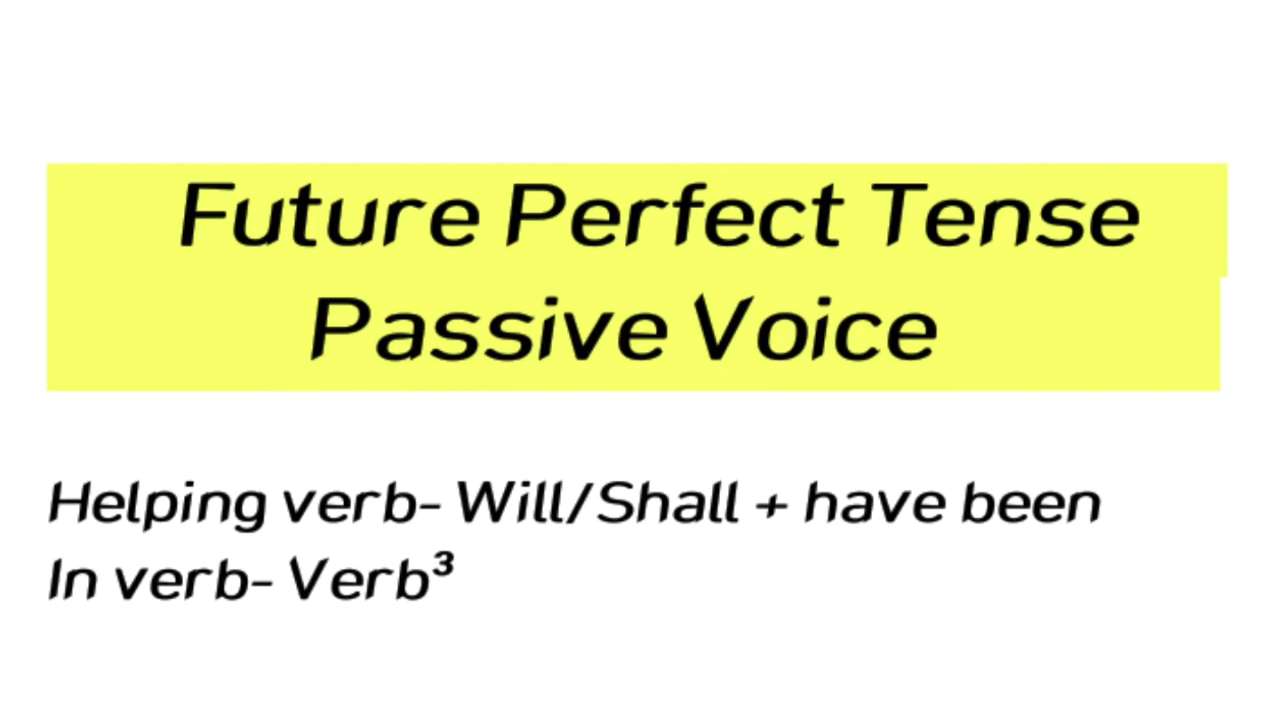 Future Perfect Tense
Passive Voice
Helping verb- Will/Shall + have been
In verb- Verb³